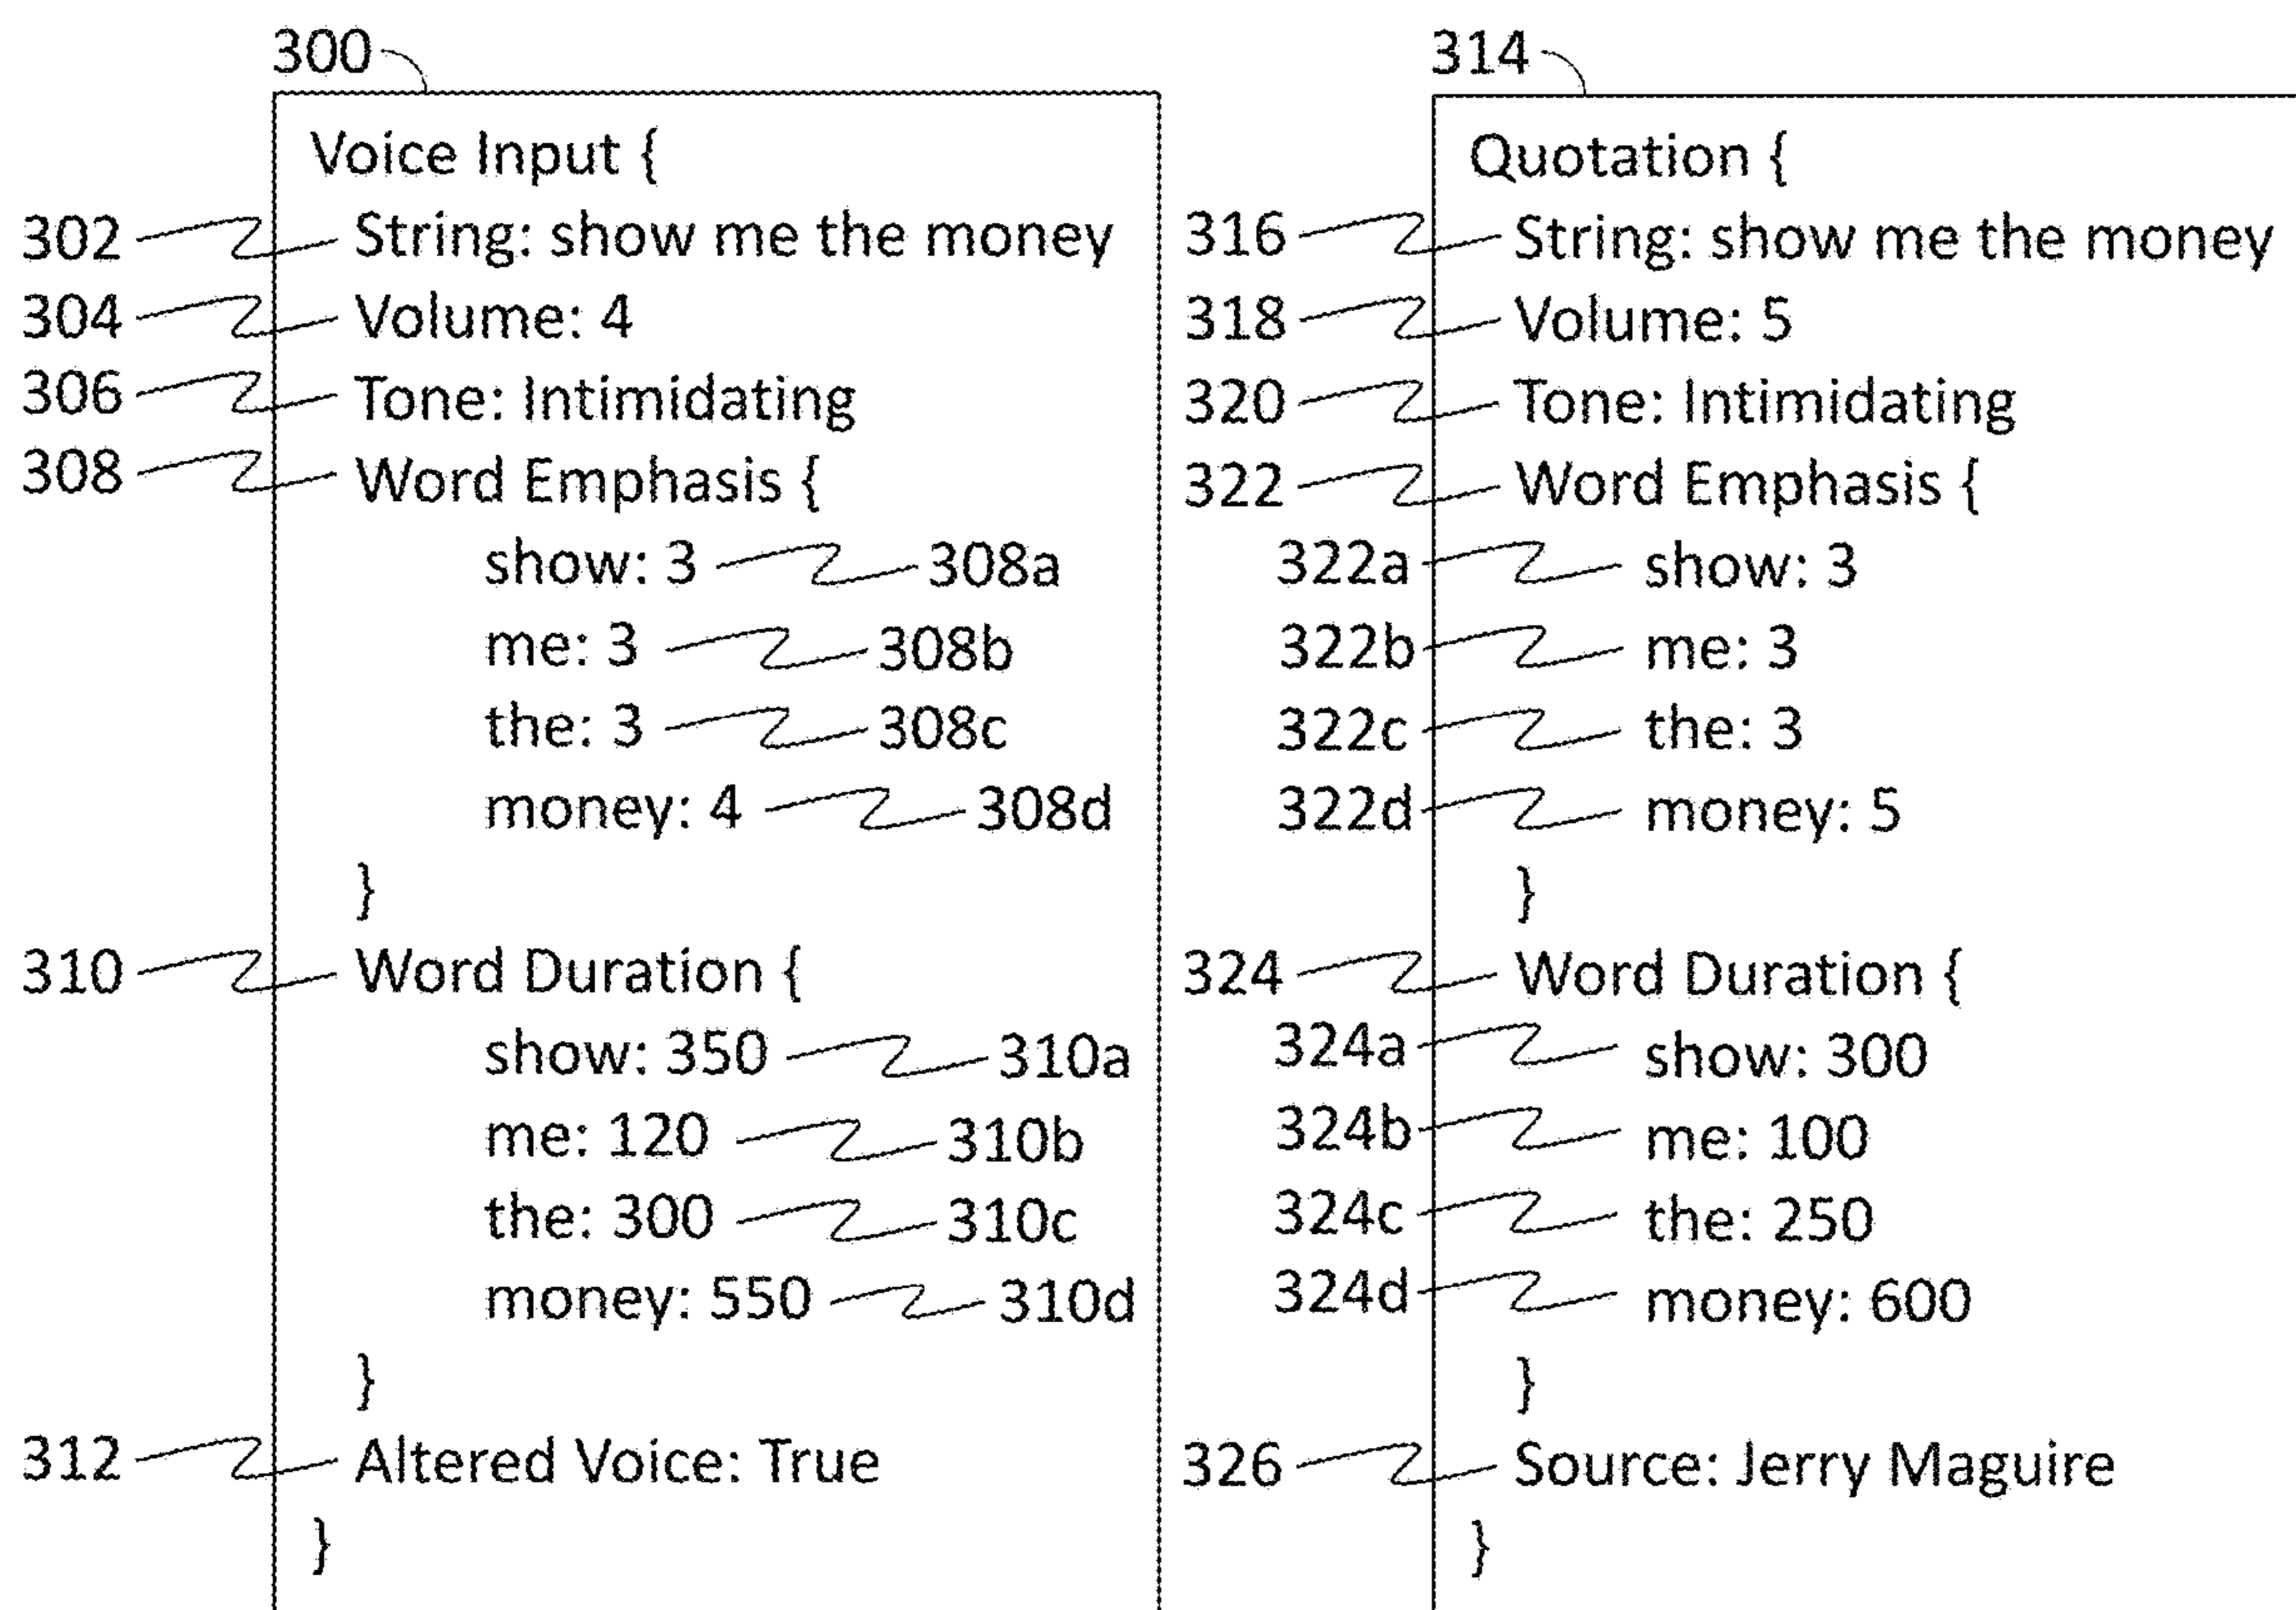 300
Voice Input {
302 String: show me the money
304 Volume: 4
306 Tone: Intimidating
308 Word Emphasis {
show: 3 308a
me: 3 308b
the: 3 308c
money: 4 308d
}
310 Word Duration {
show: 350 310a
me: 120 310b
the: 300 310c
money: 550 310d
}
312 Altered Voice: True
}
314
Quotation {
316 String: show me the money
318 Volume: 5
320 Tone: Intimidating
322 Word Emphasis {
322a show: 3
322b me: 3
322c the: 3
322d money: 5
}
324 Word Duration {
324a show: 300
324b me: 100
324c the: 250
324d money: 600
}
326 Source: Jerry Maguire
}